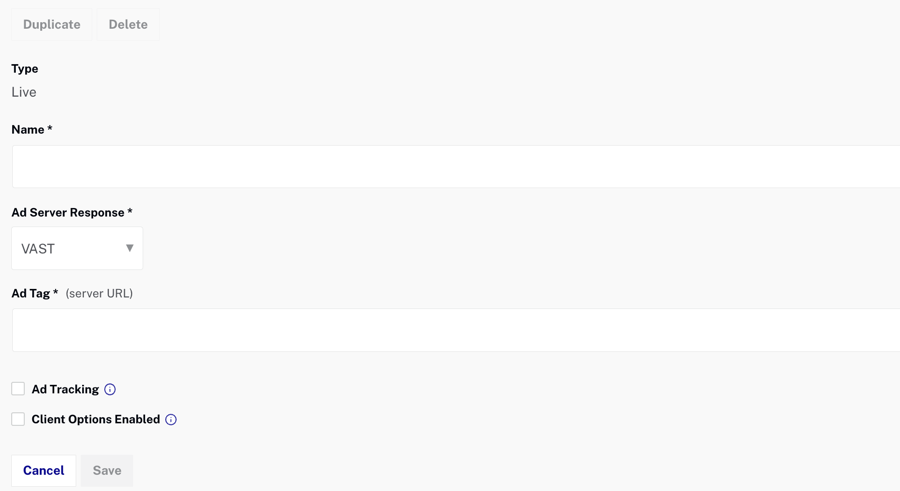 Duplicate Delete
Type
Live
Name *
Ad Server Response *
VAST
Ad Tag * (server URL)
Ad Tracking
Client Options Enabled
Cancel Save